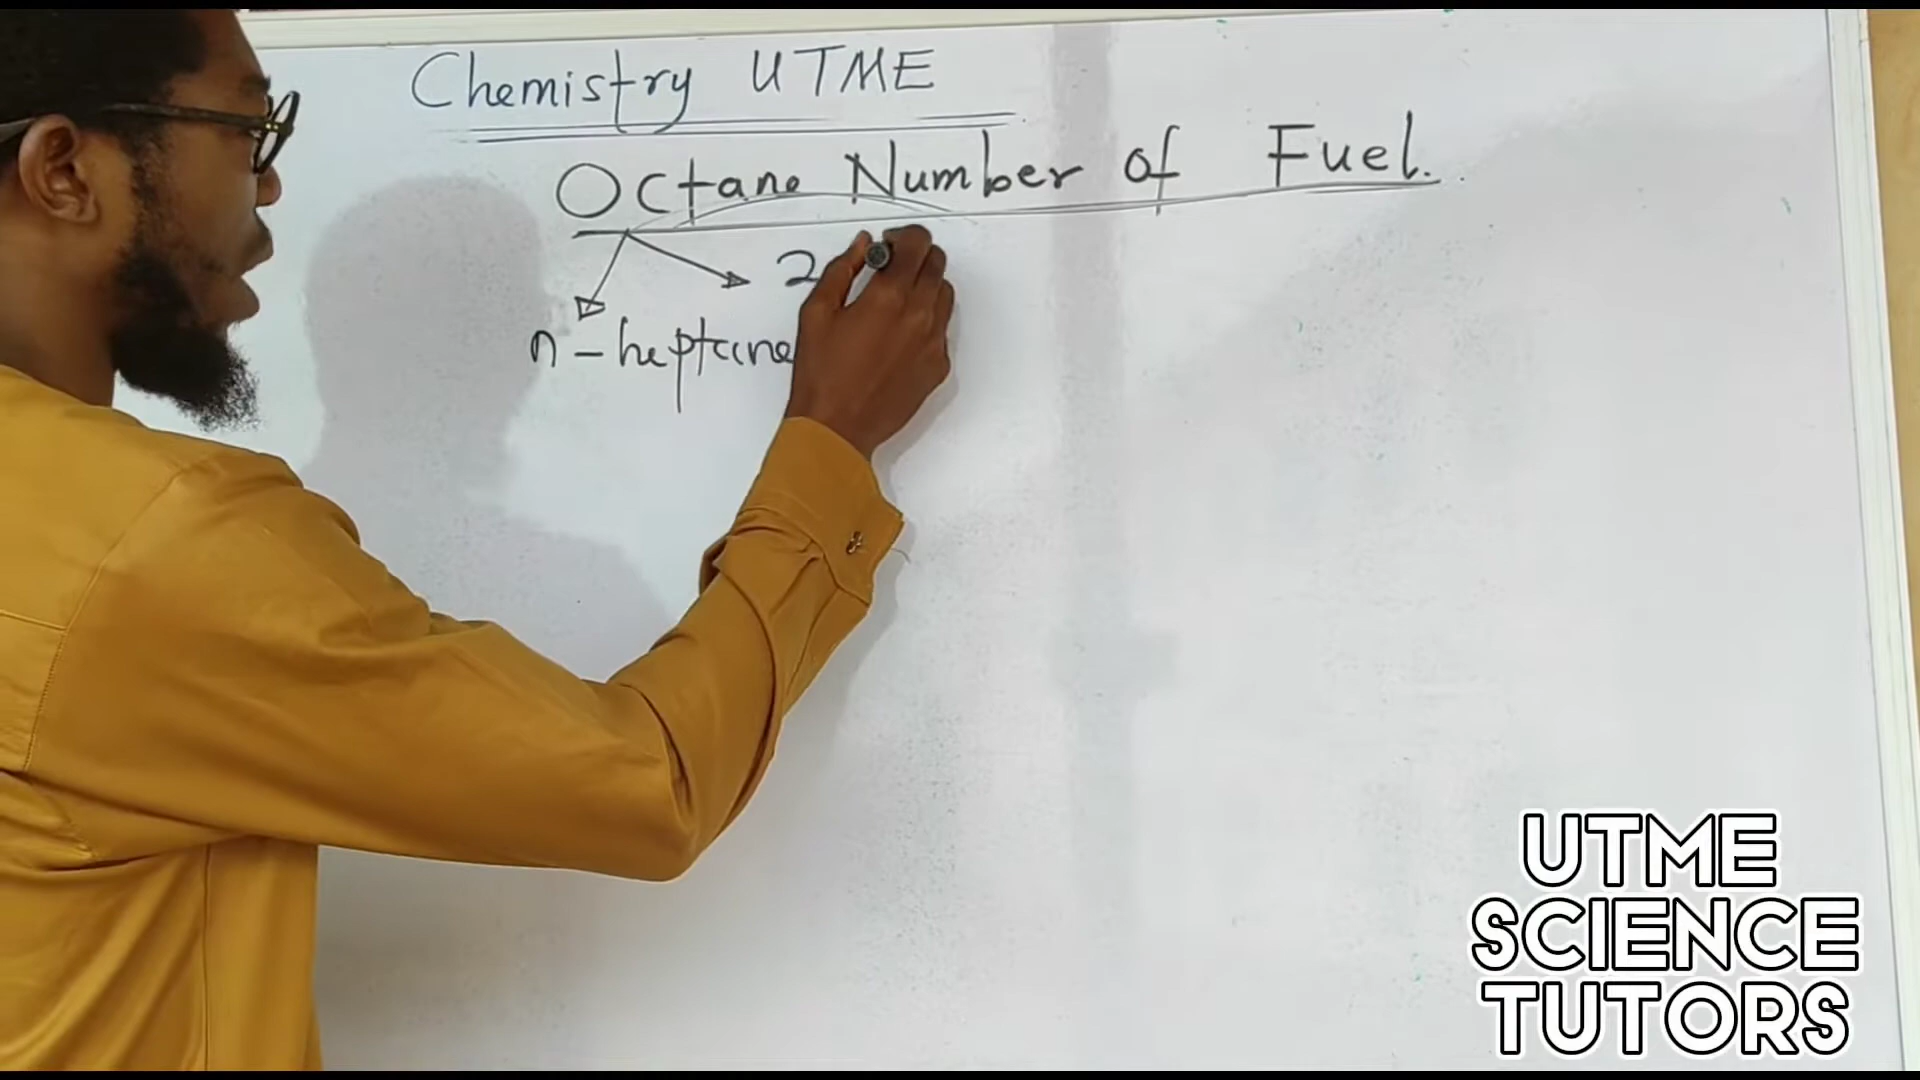 Chemistry UTME
Octane Number of Fuel.
2
n-heptane
UTME
SCIENCE
TUTORS